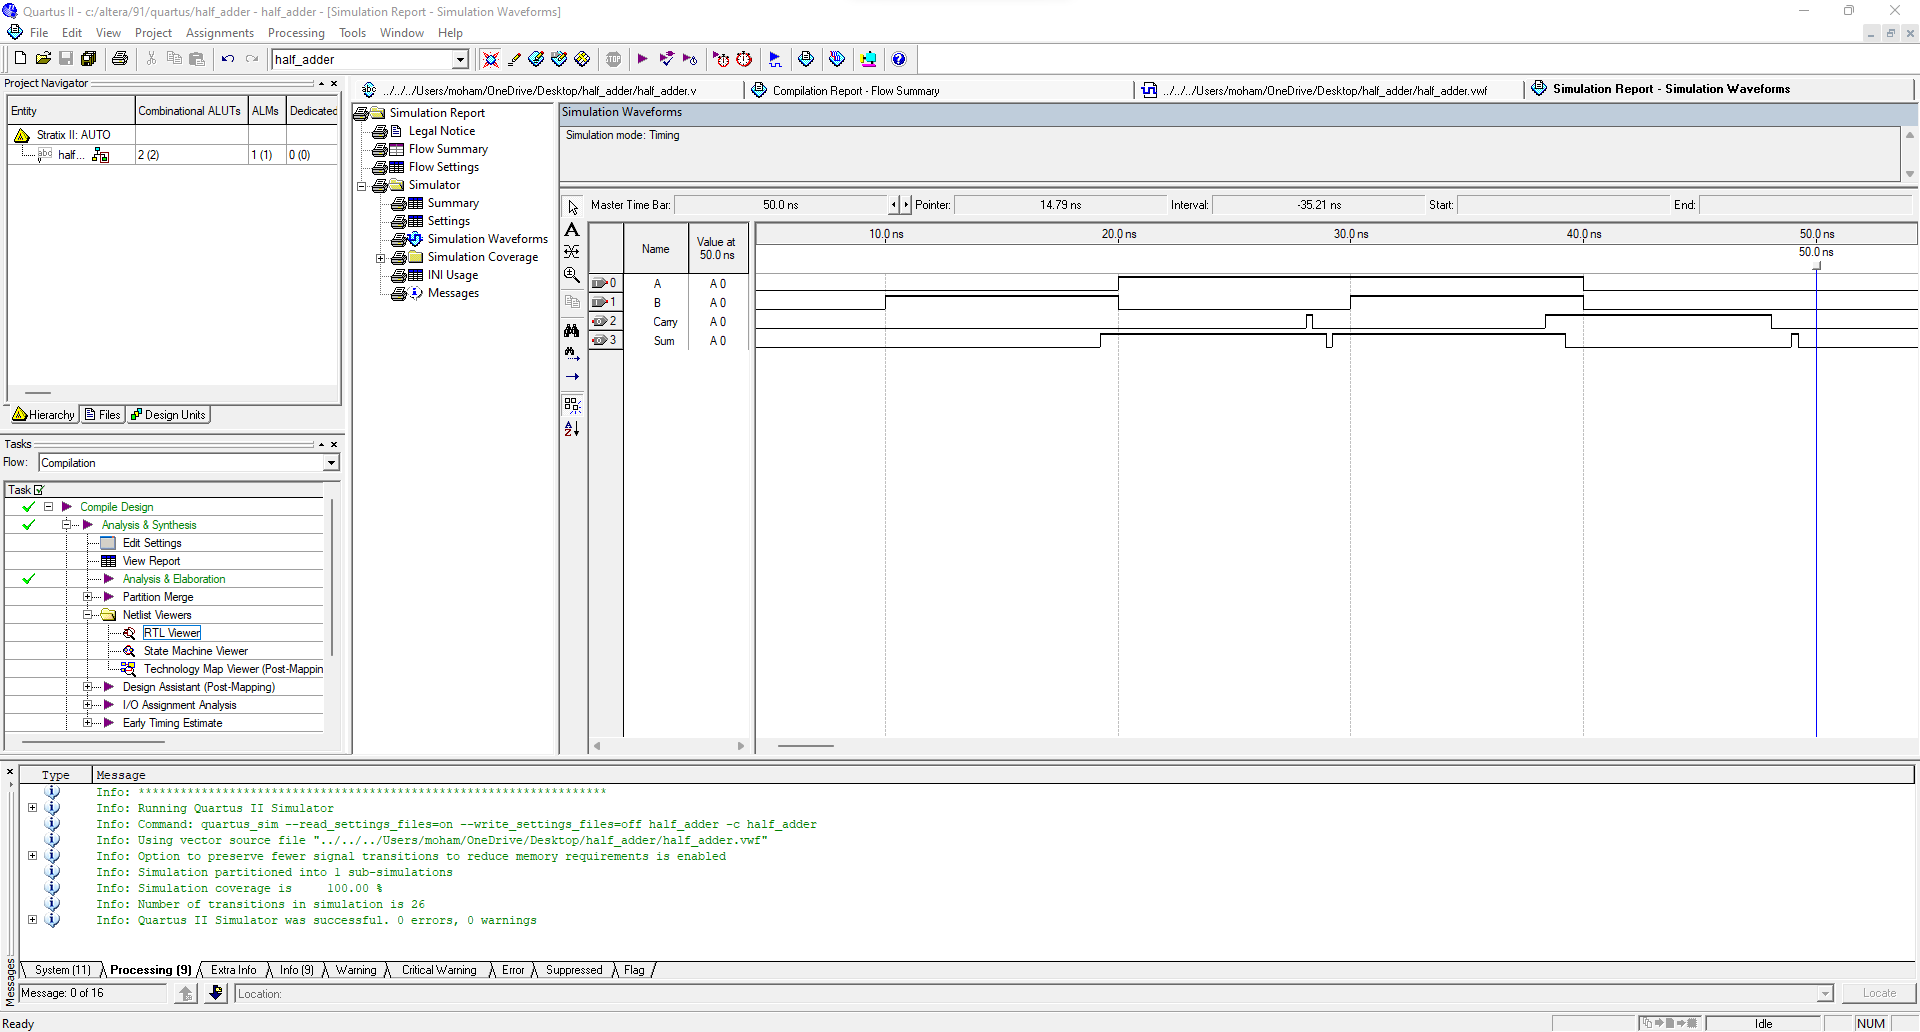 Quartus II - c:/altera/91/quartus/half_adder - half_adder - [Simulation Report - Simulation Waveforms]
File Edit View Project Assignments Processing Tools Window Help
half_adder
Project Navigator
Entity Combinational ALUTs ALMs Dedicated
Stratix II: AUTO
abc half... 2 (2) 1 (1) 0 (0)
Hierarchy Files Design Units
Tasks
Flow: Compilation
Task
Compile Design
Analysis & Synthesis
Edit Settings
View Report
Analysis & Elaboration
Partition Merge
Netlist Viewers
RTL Viewer
State Machine Viewer
Technology Map Viewer (Post-Mappin
Design Assistant (Post-Mapping)
I/O Assignment Analysis
Early Timing Estimate
../../../Users/moham/OneDrive/Desktop/half_adder/half_adder.v
Compilation Report - Flow Summary
../../../Users/moham/OneDrive/Desktop/half_adder/half_adder.vwf
Simulation Report - Simulation Waveforms
Simulation Report
Legal Notice
Flow Summary
Flow Settings
Simulator
Summary
Settings
Simulation Waveforms
Simulation Coverage
INI Usage
Messages
Simulation Waveforms
Simulation mode: Timing
Master Time Bar: 50.0 ns Pointer: 14.79 ns Interval: -35.21 ns Start: End:
Name
Value at
50.0 ns
10.0 ns 20.0 ns 30.0 ns 40.0 ns 50.0 ns
50.0 ns
0 A A 0
1 B A 0
2 Carry A 0
3 Sum A 0
Type Message
Info: *******************************************************************
Info: Running Quartus II Simulator
Info: Command: quartus_sim --read_settings_files=on --write_settings_files=off half_adder -c half_adder
Info: Using vector source file "../../../Users/moham/OneDrive/Desktop/half_adder/half_adder.vwf"
Info: Option to preserve fewer signal transitions to reduce memory requirements is enabled
Info: Simulation partitioned into 1 sub-simulations
Info: Simulation coverage is 100.00 %
Info: Number of transitions in simulation is 26
Info: Quartus II Simulator was successful. 0 errors, 0 warnings
System (11) Processing (9) Extra Info Info (9) Warning Critical Warning Error Suppressed Flag
Messages
Message: 0 of 16 Location: Locate
Ready Idle NUM